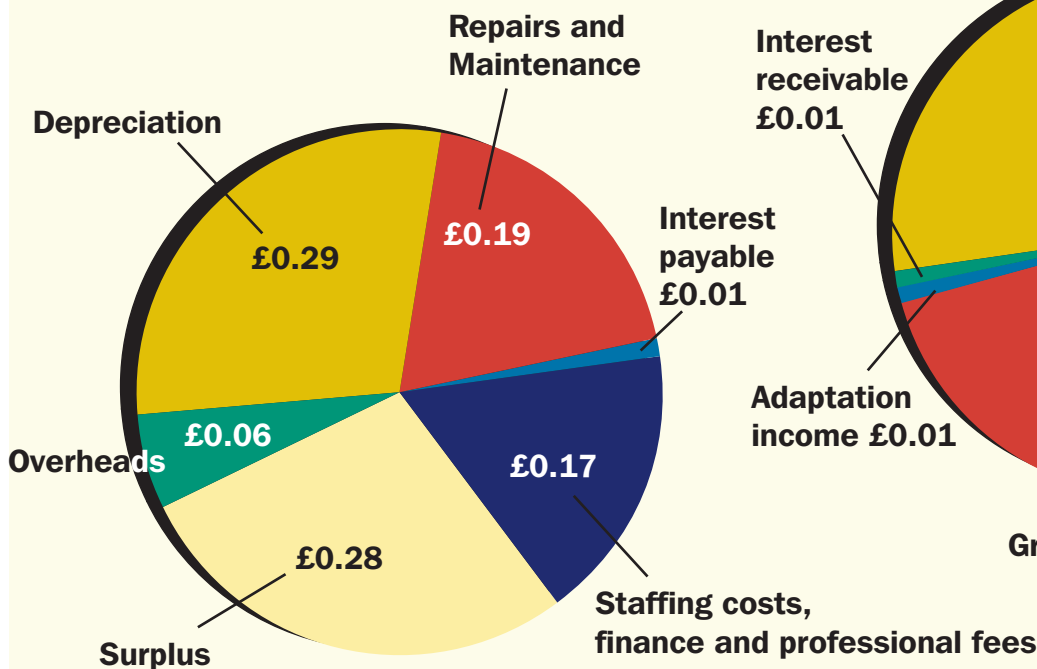 Repairs and
Maintenance
Depreciation
£0.29
£0.19
Interest
payable
£0.01
Overheads
£0.06
£0.17
£0.28
Surplus
Staffing costs,
finance and professional fees
Interest
receivable
£0.01
Adaptation
income £0.01
Gr